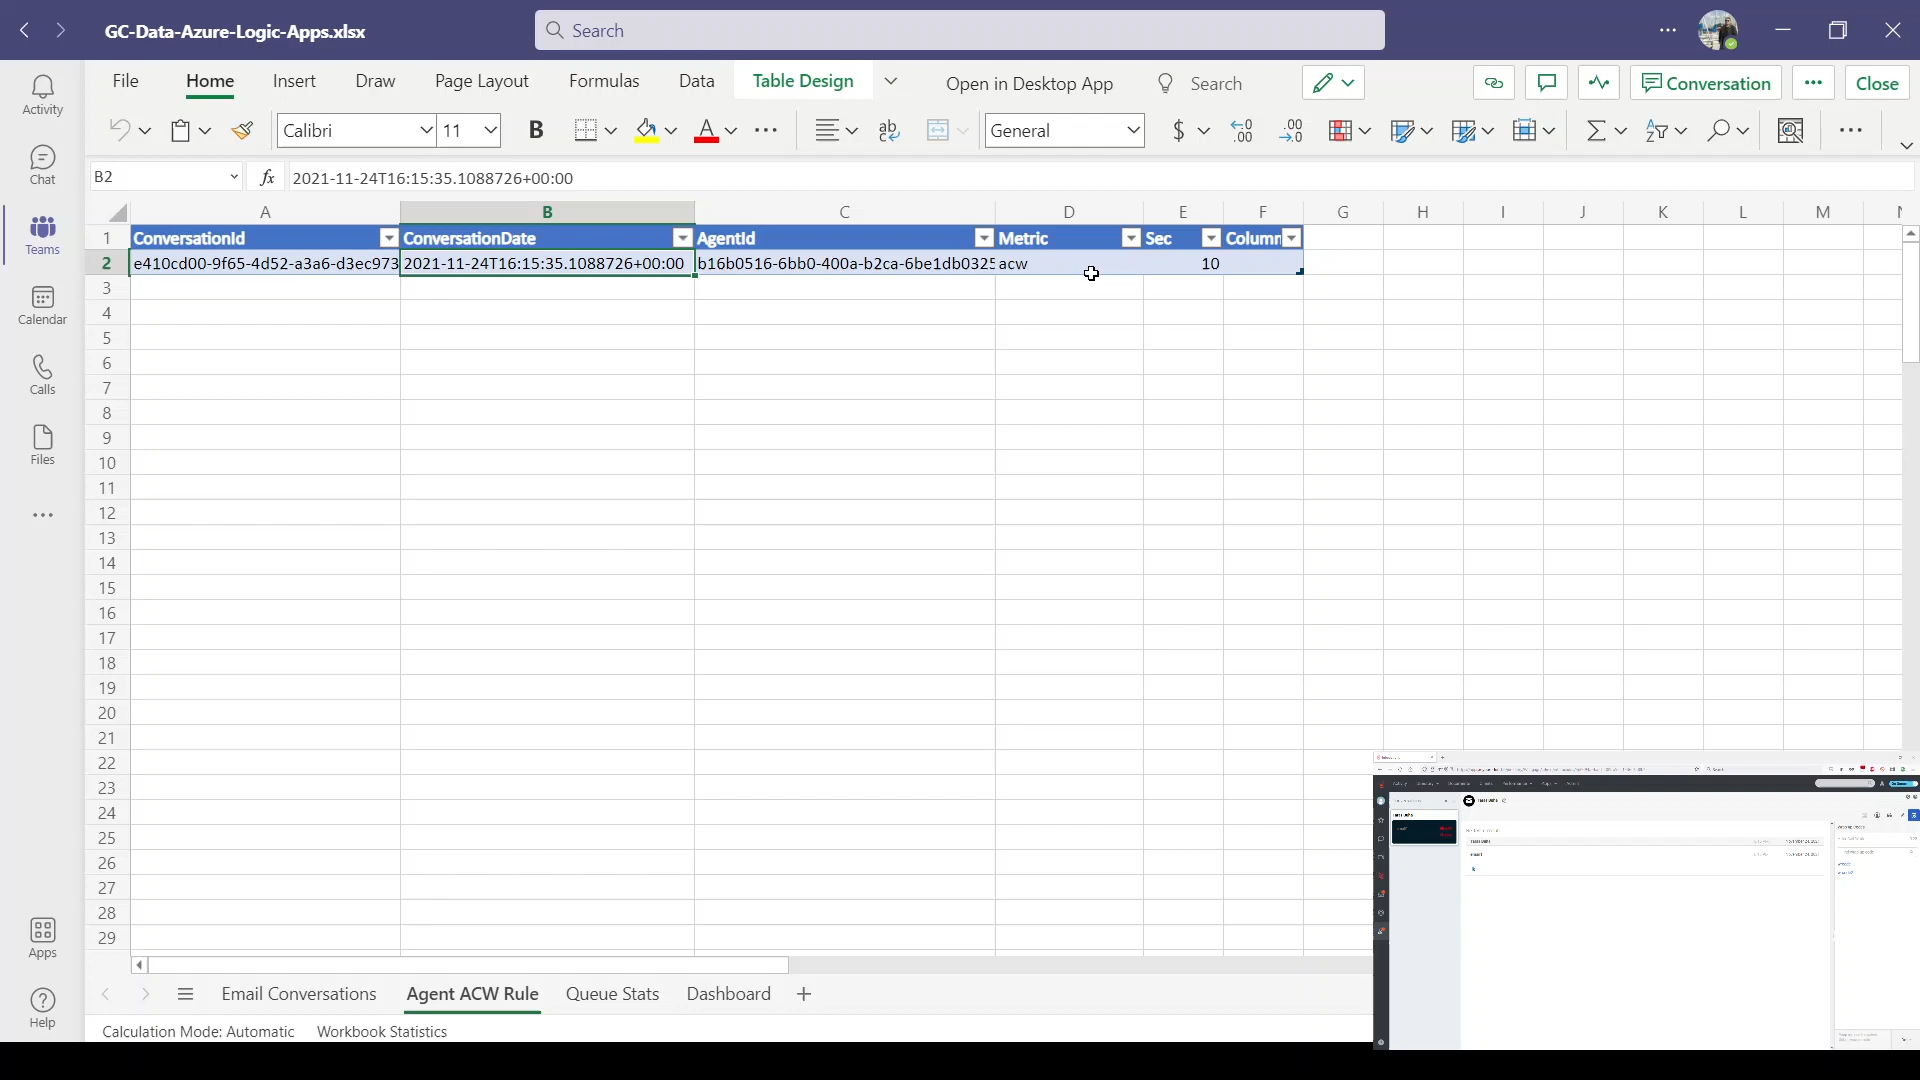 GC-Data-Azure-Logic-Apps.xlsx
Search
File
Home
Insert
Draw
Page Layout
Formulas
Data
Table Design
Open in Desktop App
Search
Conversation
Close
Calibri
11
B
A
ab
General
$
B2
fx
2021-11-24T16:15:35.1088726+00:00
A B C D E F G H I J K L M
1 ConversationId ConversationDate AgentId Metric Sec Column
2 e410cd00-9f65-4d52-a3a6-d3ec973 2021-11-24T16:15:35.1088726+00:00 b16b0516-6bb0-400a-b2ca-6be1db0325 acw 10
3
4
5
6
7
8
9
10
11
12
13
14
15
16
17
18
19
20
21
22
23
24
25
26
27
28
29
Activity
Chat
Teams
Calendar
Calls
Files
Apps
Help
Email Conversations
Agent ACW Rule
Queue Stats
Dashboard
Calculation Mode: Automatic
Workbook Statistics